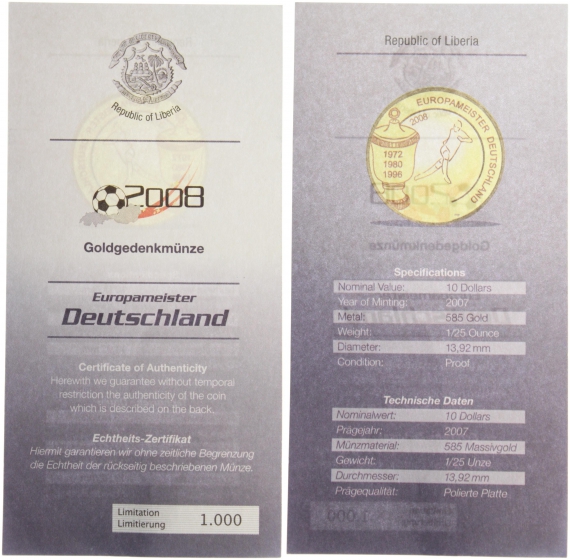 Republic of Liberia
2008
Goldgedenkmünze
Europameister
Deutschland
Certificate of Authenticity
Herewith we guarantee without temporal
restriction the authenticity of the coin
which is described on the back.
Echtheits-Zertifikat
Hiermit garantieren wir ohne zeitliche Begrenzung
die Echtheit der rückseitig beschriebenen Münze.
Limitation
Limitierung 1.000
Republic of Liberia
EUROPAMEISTER DEUTSCHLAND
2008
1972
1980
1996
Specifications
Nominal Value: 10 Dollars
Year of Minting: 2007
Metal: 585 Gold
Weight: 1/25 Ounce
Diameter: 13,92 mm
Condition: Proof
Technische Daten
Nominalwert: 10 Dollars
Prägejahr: 2007
Münzmaterial: 585 Massivgold
Gewicht: 1/25 Unze
Durchmesser: 13,92 mm
Prägequalität: Polierte Platte